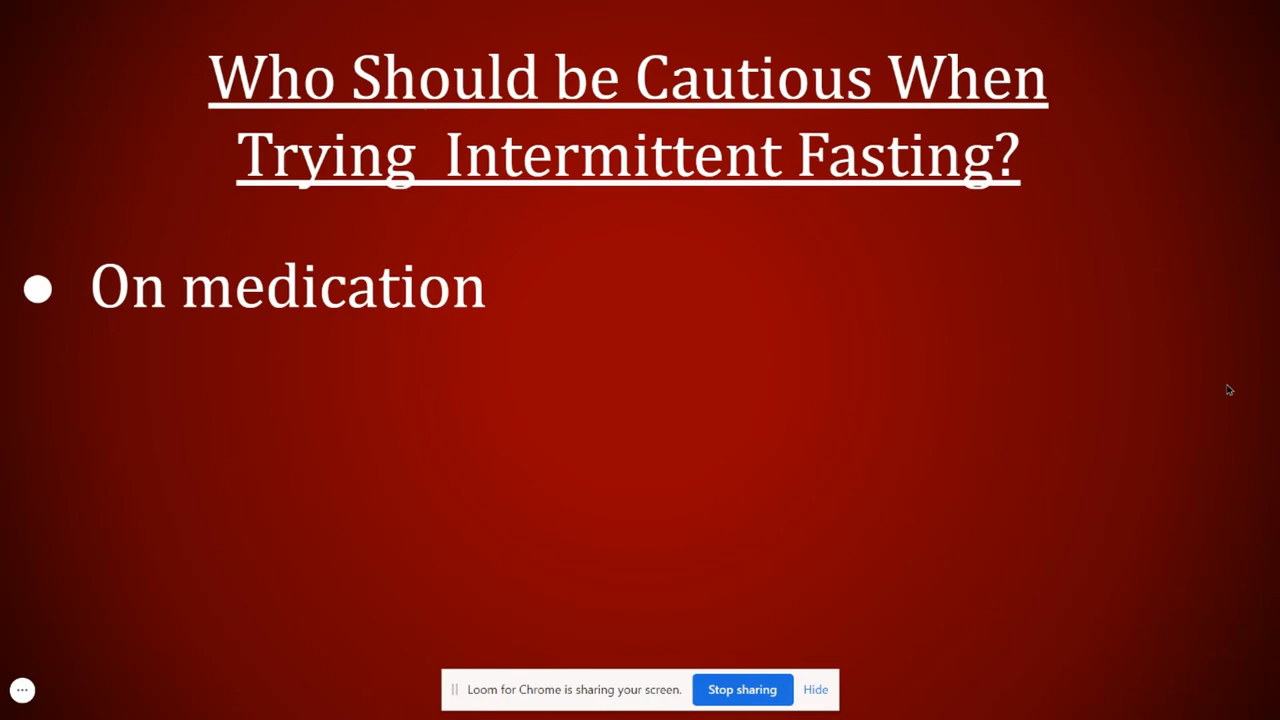 Who Should be Cautious When
Trying  Intermittent Fasting?
● On medication
Loom for Chrome is sharing your screen. Stop sharing Hide